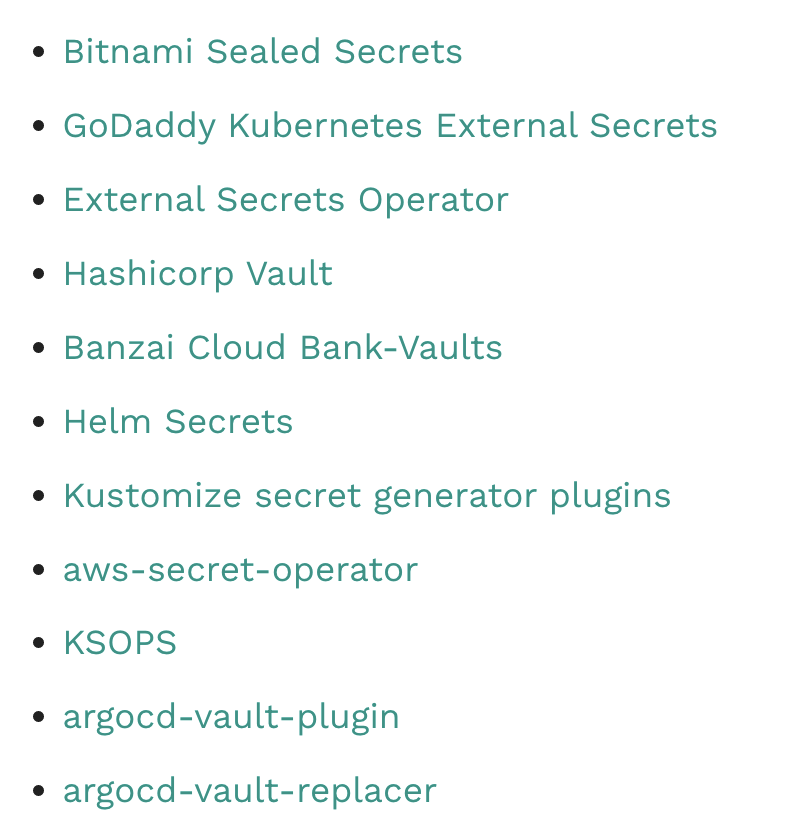 Bitnami Sealed Secrets
GoDaddy Kubernetes External Secrets
External Secrets Operator
Hashicorp Vault
Banzai Cloud Bank-Vaults
Helm Secrets
Kustomize secret generator plugins
aws-secret-operator
KSOPS
argocd-vault-plugin
argocd-vault-replacer